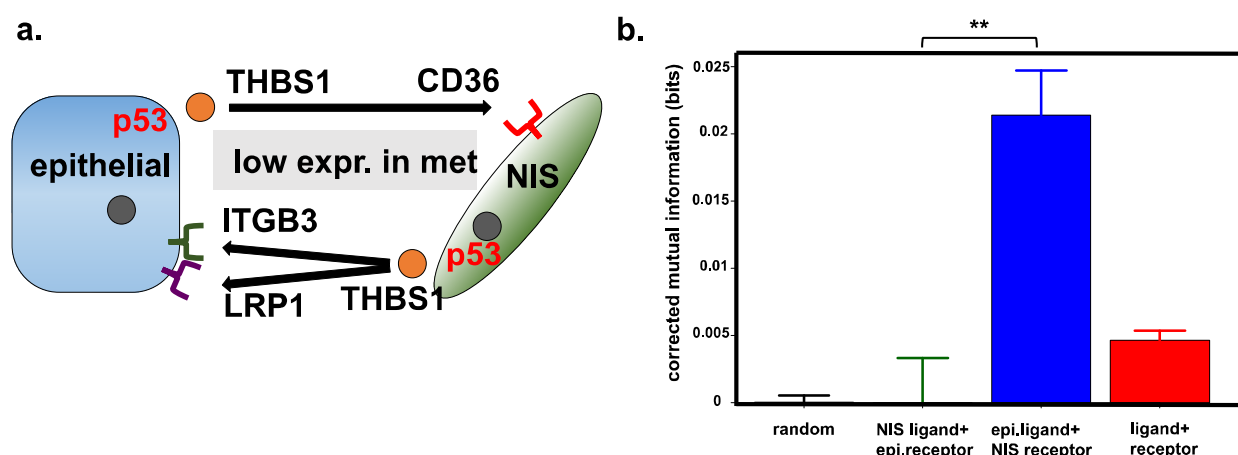 a.
THBS1
CD36
p53
epithelial
low expr. in met
NIS
ITGB3
p53
LRP1
THBS1
b.
**
corrected mutual information (bits)
0.025
0.02
0.015
0.01
0.005
0
random
NIS ligand+
epi.receptor
epi.ligand+
NIS receptor
ligand+
receptor